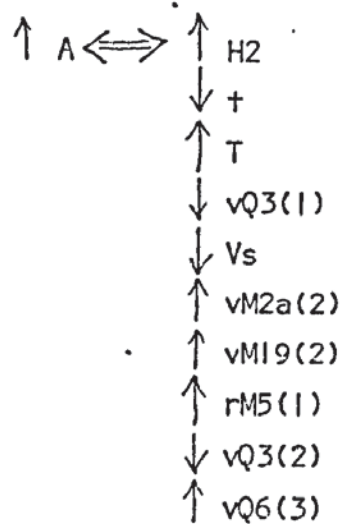 ↑ A ⇔ ↑ H2
↓ t
↑ T
↓ vQ3(1)
↓ Vs
↑ vM2a(2)
↑ vM19(2)
↑ rM5(1)
↓ vQ3(2)
↑ vQ6(3)